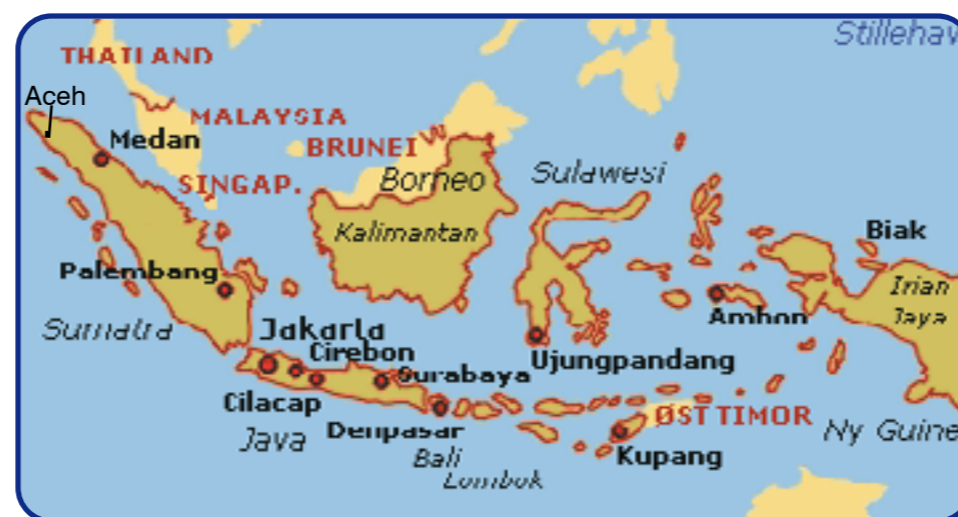 Stillehav
THAILAND
Aceh
MALAYSIA
Medan
BRUNEI
SINGAP.
Borneo
Sulawesi
Kalimantan
Biak
Palembang
Irian
Jaya
Sumatra
Jakarta
Ambon
Cirebon
Ujungpandang
Surabaya
Cilacap
ØST TIMOR
Denpasar
Java
Ny Guine
Bali
Kupang
Lombok